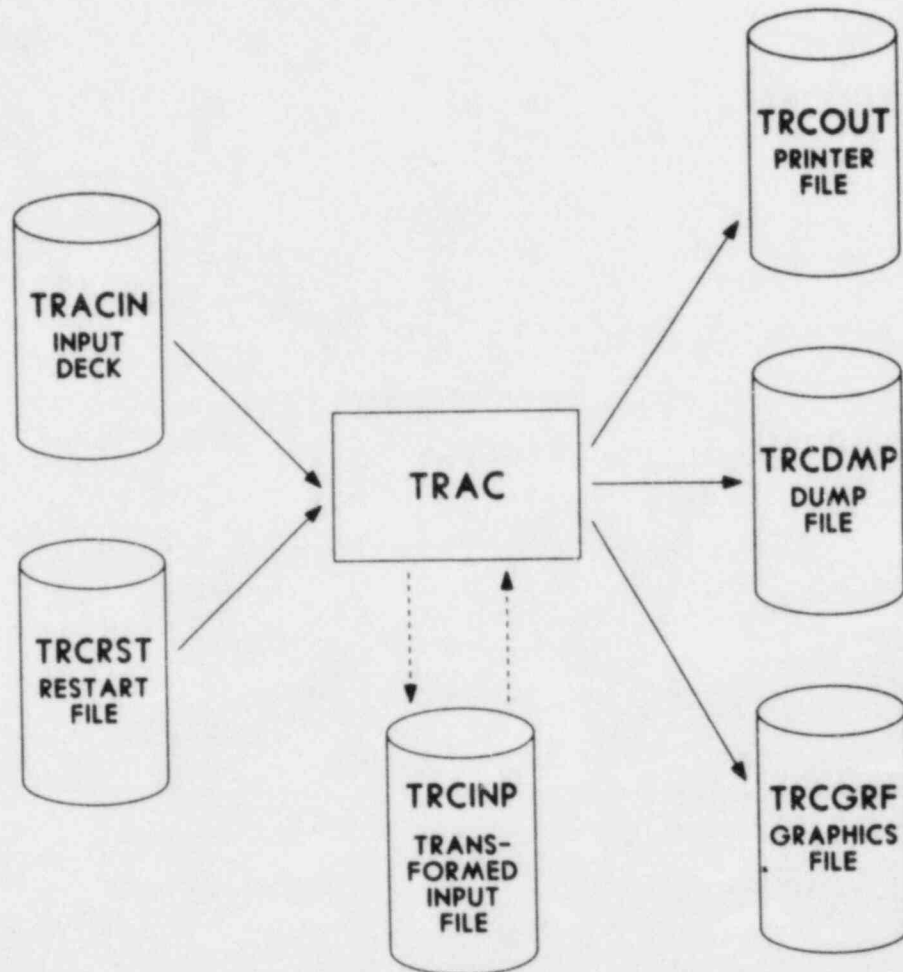 TRCOUT
PRINTER
FILE
TRACIN
INPUT
DECK
TRAC
TRCDMP
DUMP
FILE
TRCRST
RESTART
FILE
TRCINP
TRANS-
FORMED
INPUT
FILE
TRCGRF
GRAPHICS
FILE